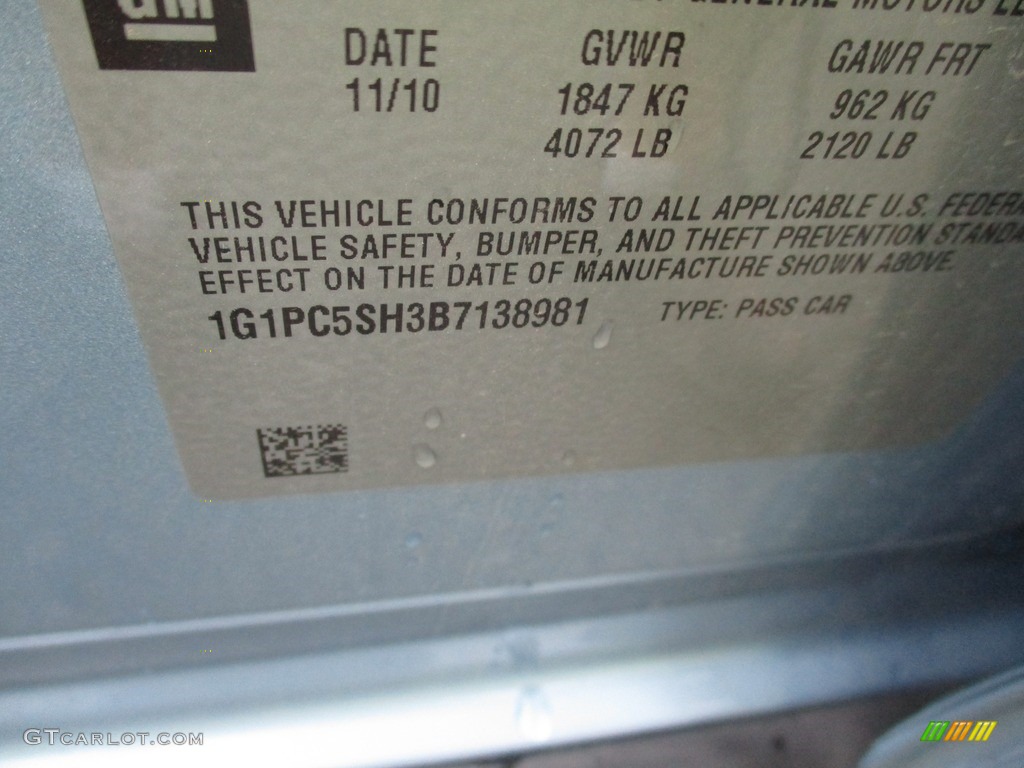 GM
GENERAL MOTORS
DATE GVWR GAWR FRT
11/10 1847 KG 962 KG
4072 LB 2120 LB
THIS VEHICLE CONFORMS TO ALL APPLICABLE U.S.
VEHICLE SAFETY, BUMPER, AND THEFT PREVENTION
EFFECT ON THE DATE OF MANUFACTURE SHOWN ABOVE.
1G1PC5SH3B7138981 TYPE: PASS CAR
GTCARLOT.COM